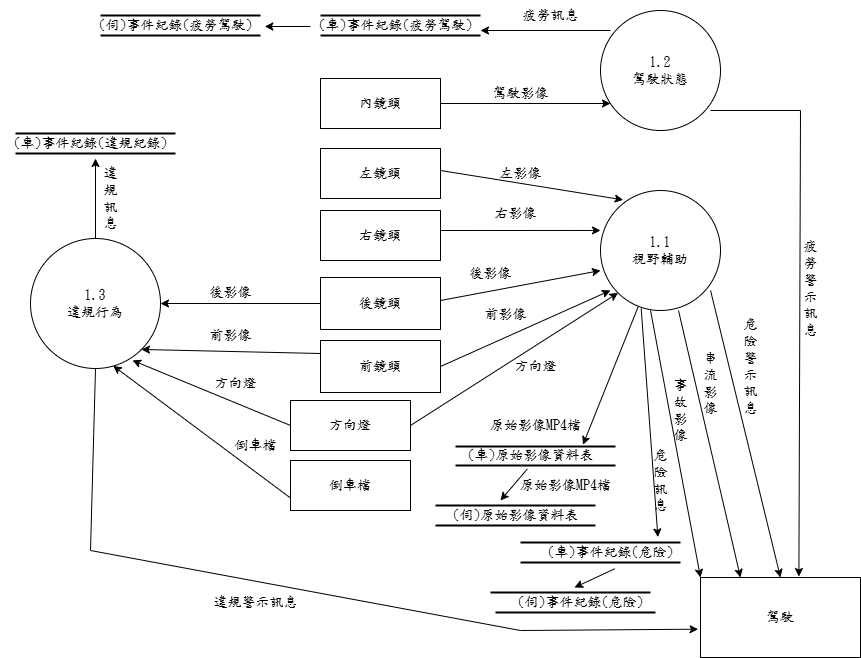 (伺)事件紀錄(疲勞駕駛)
(車)事件紀錄(疲勞駕駛)
疲勞訊息
1.2
駕駛狀態
內鏡頭
駕駛影像
(車)事件紀錄(違規紀錄)
違規訊息
左鏡頭
左影像
右鏡頭
右影像
1.1
視野輔助
疲勞警示訊息
1.3
違規行為
後影像
後鏡頭
後影像
前影像
前鏡頭
前影像
方向燈
方向燈
方向燈
倒車檔
倒車檔
事故影像
串流影像
危險警示訊息
原始影像MP4檔
(車)原始影像資料表
原始影像MP4檔
(伺)原始影像資料表
危險訊息
(車)事件紀錄(危險)
(伺)事件紀錄(危險)
違規警示訊息
駕駛